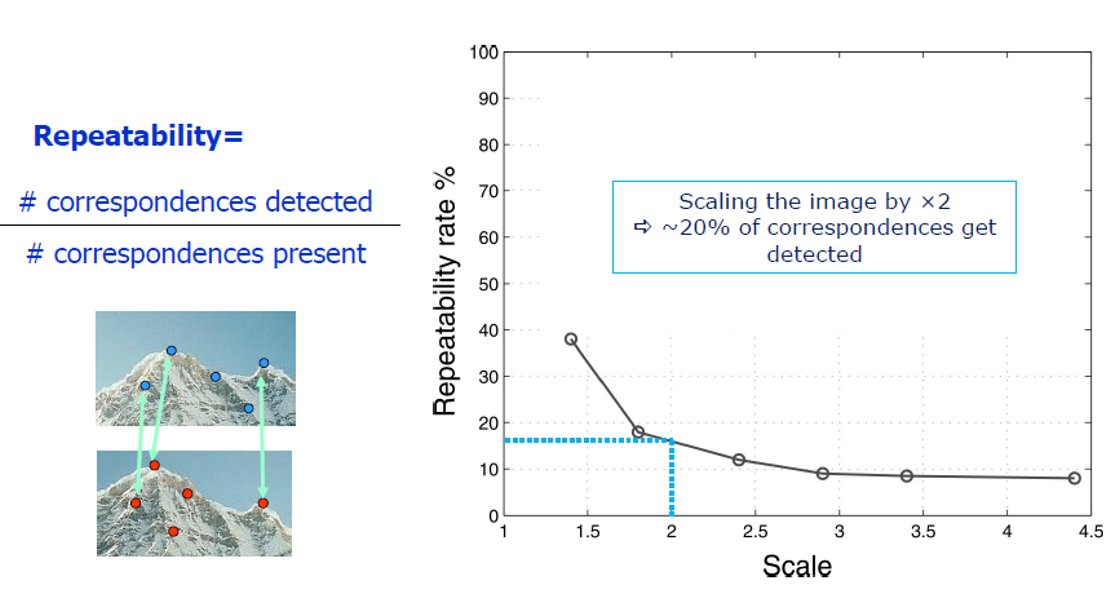 Repeatability=
# correspondences detected
# correspondences present
Repeatability rate %
100
90
80
70
60
50
40
30
20
10
0
Scaling the image by ×2
⇨ ~20% of correspondences get
detected
1
1.5
2
2.5
3
3.5
4
4.5
Scale